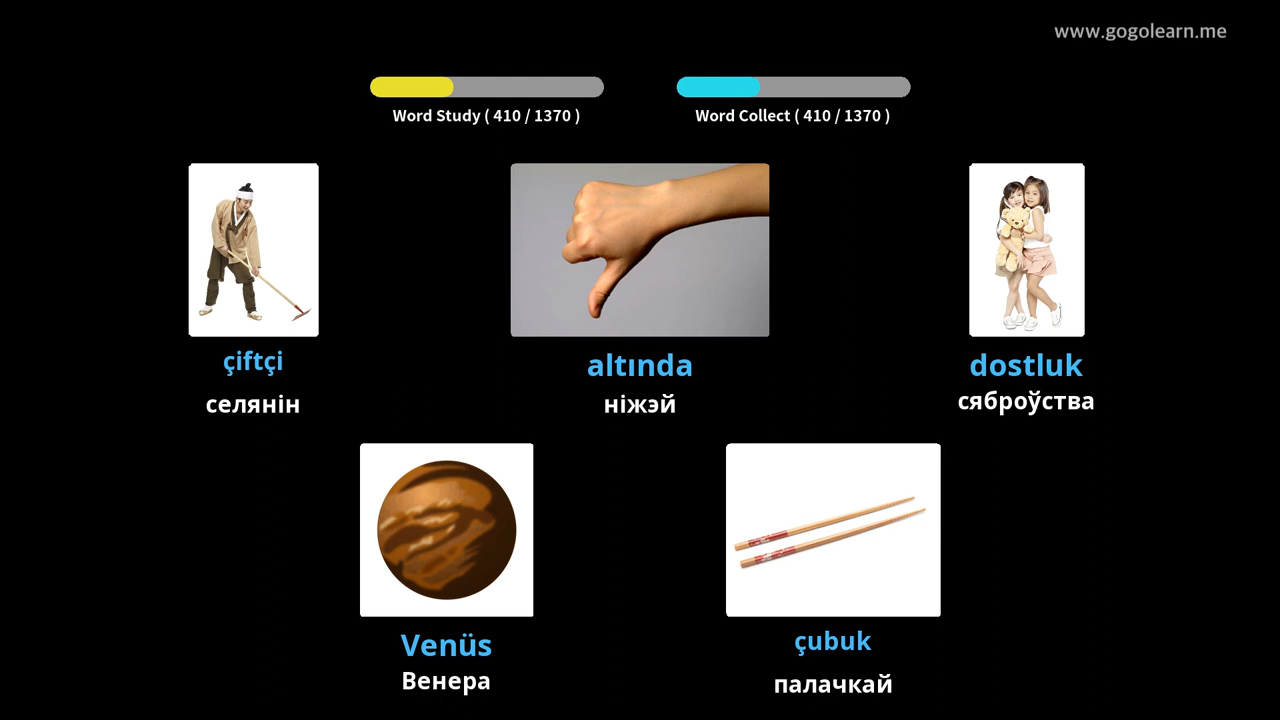 www.gogolearn.me
Word Study ( 410 / 1370 )
Word Collect ( 410 / 1370 )
çiftçi
селянін
altında
ніжэй
dostluk
сяброўства
Venüs
Венера
çubuk
палачкай